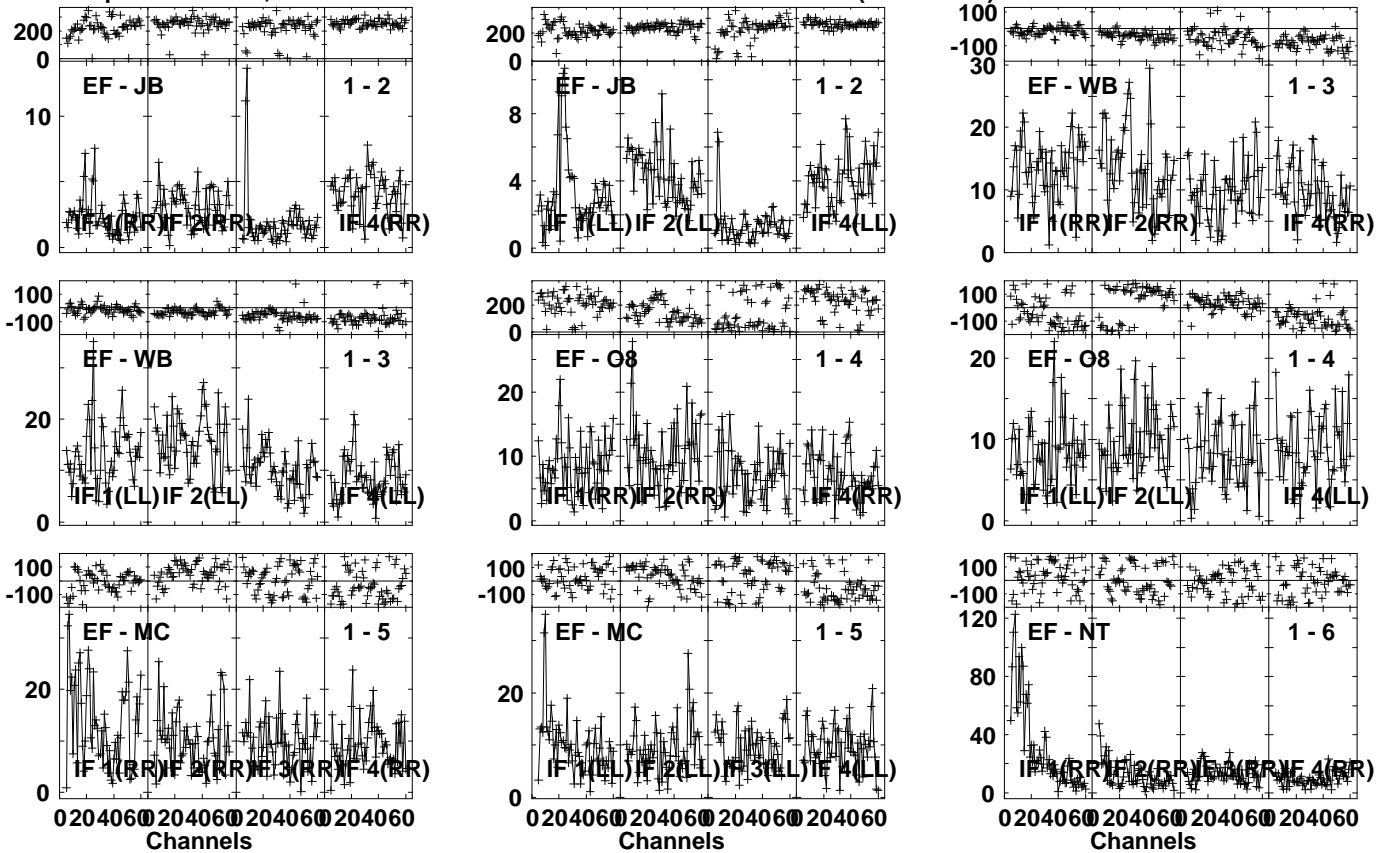 200
0
200
0
100
-100
EF - JB 1 - 2
10
0
IF 1(RR) IF 2(RR) IF 4(RR)
EF - JB 1 - 2
8
4
0
IF 1(LL) IF 2(LL) IF 4(LL)
EF - WB 1 - 3
30
20
10
0
IF 1(RR) IF 2(RR) IF 4(RR)
100
-100
200
0
100
-100
EF - WB 1 - 3
20
0
IF 1(LL) IF 2(LL) IF 4(LL)
EF - O8 1 - 4
20
10
0
IF 1(RR) IF 2(RR) IF 4(RR)
EF - O8 1 - 4
20
10
0
IF 1(LL) IF 2(LL) IF 4(LL)
100
-100
100
-100
100
-100
EF - MC 1 - 5
20
0
IF 1(RR) IF 2(RR) IF 3(RR) IF 4(RR)
EF - MC 1 - 5
20
0
IF 1(LL) IF 2(LL) IF 3(LL) IF 4(LL)
EF - NT 1 - 6
120
80
40
0
IF 1(RR) IF 2(RR) IF 3(RR) IF 4(RR)
0 20 40 60 0 20 40 60 0 20 40 60 0 20 40 60
0 20 40 60 0 20 40 60 0 20 40 60 0 20 40 60
0 20 40 60 0 20 40 60 0 20 40 60 0 20 40 60
Channels Channels Channels